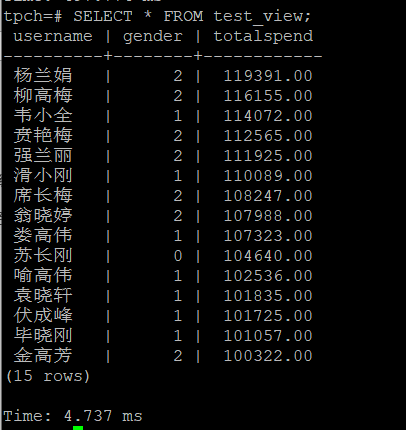 tpch=# SELECT * FROM test_view;
 username | gender | totalspend
----------+--------+------------
 杨兰娟   |      2 |  119391.00
 柳高梅   |      2 |  116155.00
 韦小全   |      1 |  114072.00
 贲艳梅   |      2 |  112565.00
 强兰丽   |      2 |  111925.00
 滑小刚   |      1 |  110089.00
 席长梅   |      2 |  108247.00
 翁晓婷   |      2 |  107988.00
 娄高伟   |      1 |  107323.00
 苏长刚   |      0 |  104640.00
 喻高伟   |      1 |  102536.00
 袁晓轩   |      1 |  101835.00
 伏成峰   |      1 |  101725.00
 毕晓刚   |      1 |  101057.00
 金高芳   |      2 |  100322.00
(15 rows)
Time: 4.737 ms